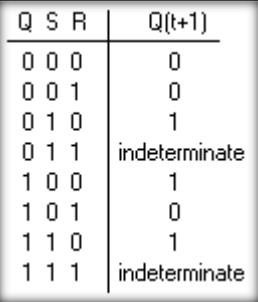 Q S R Q(t+1)
0 0 0 0
0 0 1 0
0 1 0 1
0 1 1 indeterminate
1 0 0 1
1 0 1 0
1 1 0 1
1 1 1 indeterminate